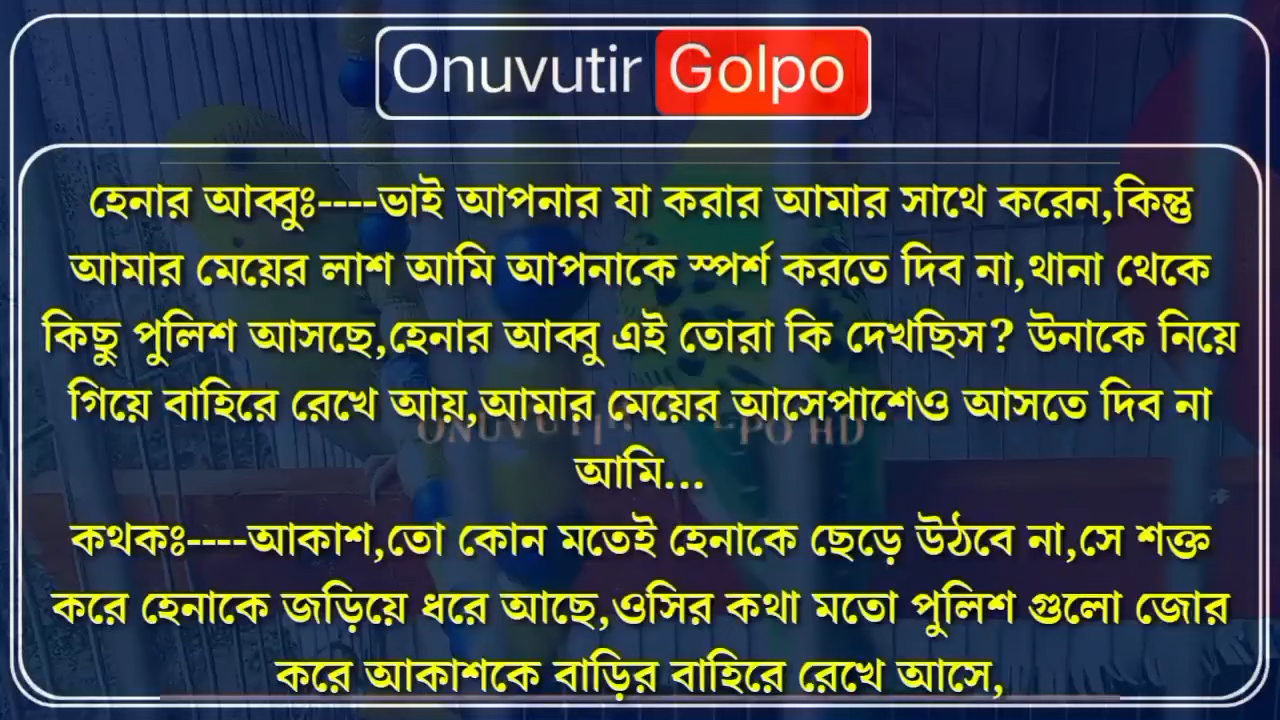 Onuvutir Golpo
হেনার আব্বুঃ----ভাই আপনার যা করার আমার সাথে করেন,কিন্তু
আমার মেয়ের লাশ আমি আপনাকে স্পর্শ করতে দিব না,থানা থেকে
কিছু পুলিশ আসছে,হেনার আব্বু এই তোরা কি দেখছিস? উনাকে নিয়ে
গিয়ে বাহিরে রেখে আয়,আমার মেয়ের আসেপাশেও আসতে দিব না
আমি...
কথকঃ----আকাশ,তো কোন মতেই হেনাকে ছেড়ে উঠবে না,সে শক্ত
করে হেনাকে জড়িয়ে ধরে আছে,ওসির কথা মতো পুলিশ গুলো জোর
করে আকাশকে বাড়ির বাহিরে রেখে আসে,